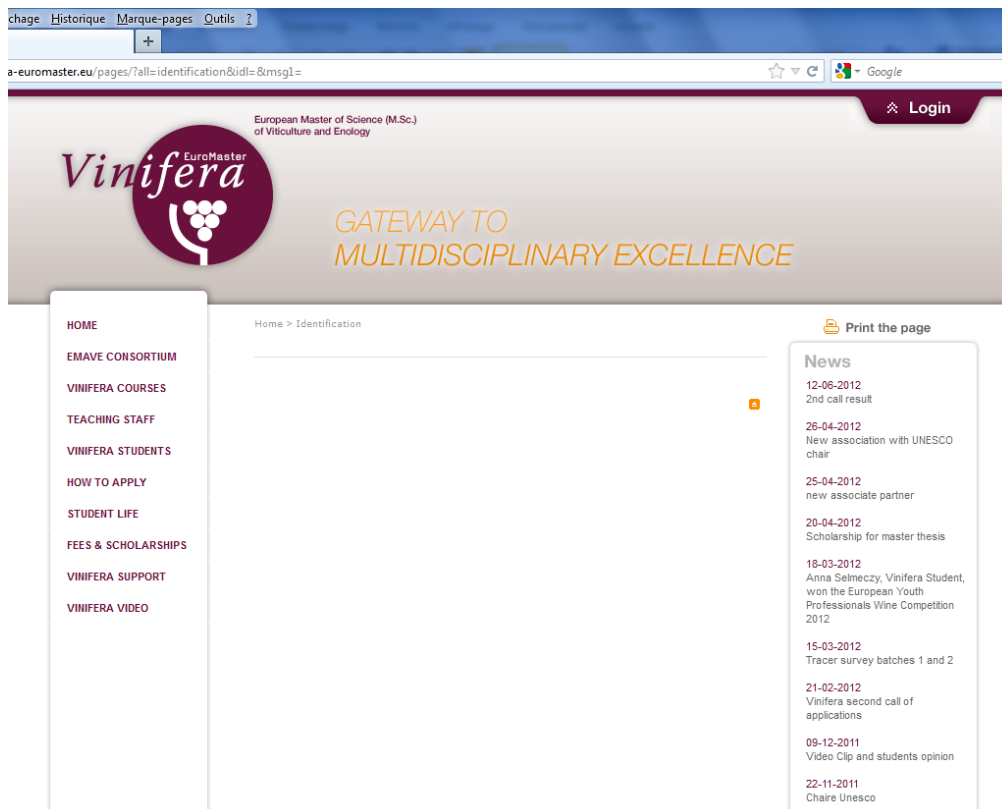 chage Historique Marque-pages Outils ?
+
a-euromaster.eu/pages/?all=identification&idl=&msg1=
Google
Login
European Master of Science (M.Sc.)
of Viticulture and Enology
EuroMaster
Vinifera
GATEWAY TO
MULTIDISCIPLINARY EXCELLENCE
HOME
EMAVE CONSORTIUM
VINIFERA COURSES
TEACHING STAFF
VINIFERA STUDENTS
HOW TO APPLY
STUDENT LIFE
FEES & SCHOLARSHIPS
VINIFERA SUPPORT
VINIFERA VIDEO
Home > Identification
Print the page
News
12-06-2012
2nd call result
26-04-2012
New association with UNESCO
chair
25-04-2012
new associate partner
20-04-2012
Scholarship for master thesis
18-03-2012
Anna Selmeczy, Vinifera Student,
won the European Youth
Professionals Wine Competition
2012
15-03-2012
Tracer survey batches 1 and 2
21-02-2012
Vinifera second call of
applications
09-12-2011
Video Clip and students opinion
22-11-2011
Chaire Unesco